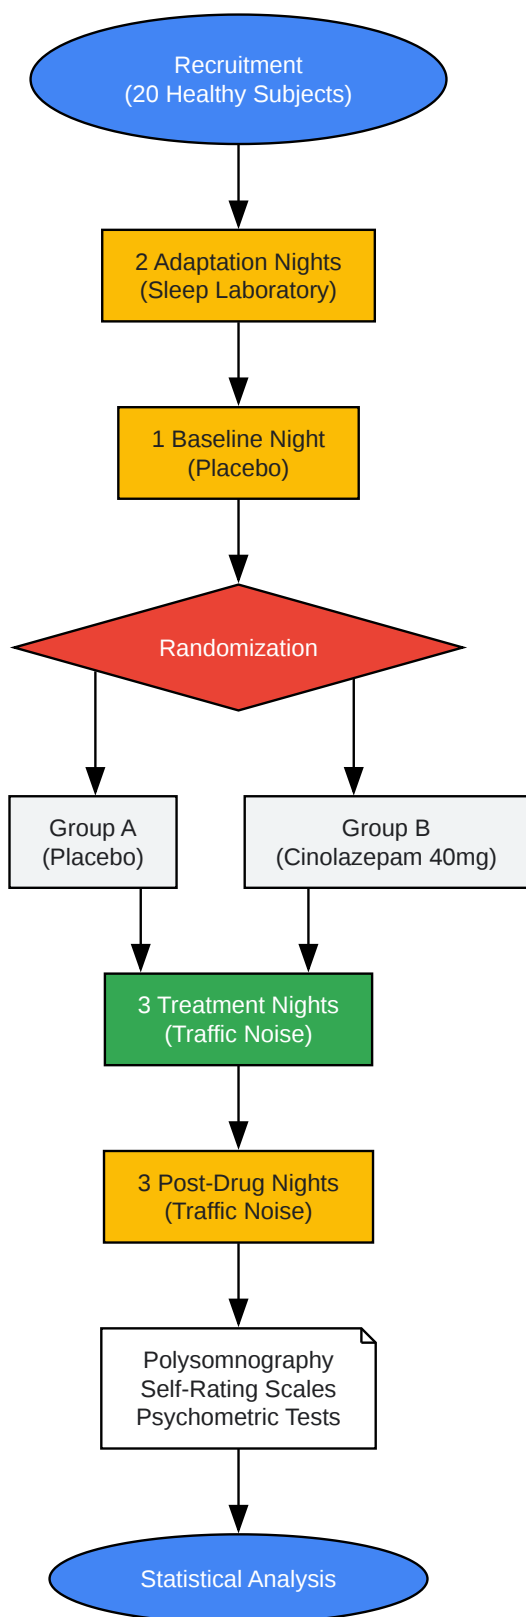 Recruitment
(20 Healthy Subjects)
2 Adaptation Nights
(Sleep Laboratory)
1 Baseline Night
(Placebo)
Randomization
Group A
(Placebo)
Group B
(Cinolazepam 40mg)
3 Treatment Nights
(Traffic Noise)
3 Post-Drug Nights
(Traffic Noise)
Polysomnography
Self-Rating Scales
Psychometric Tests
Statistical Analysis